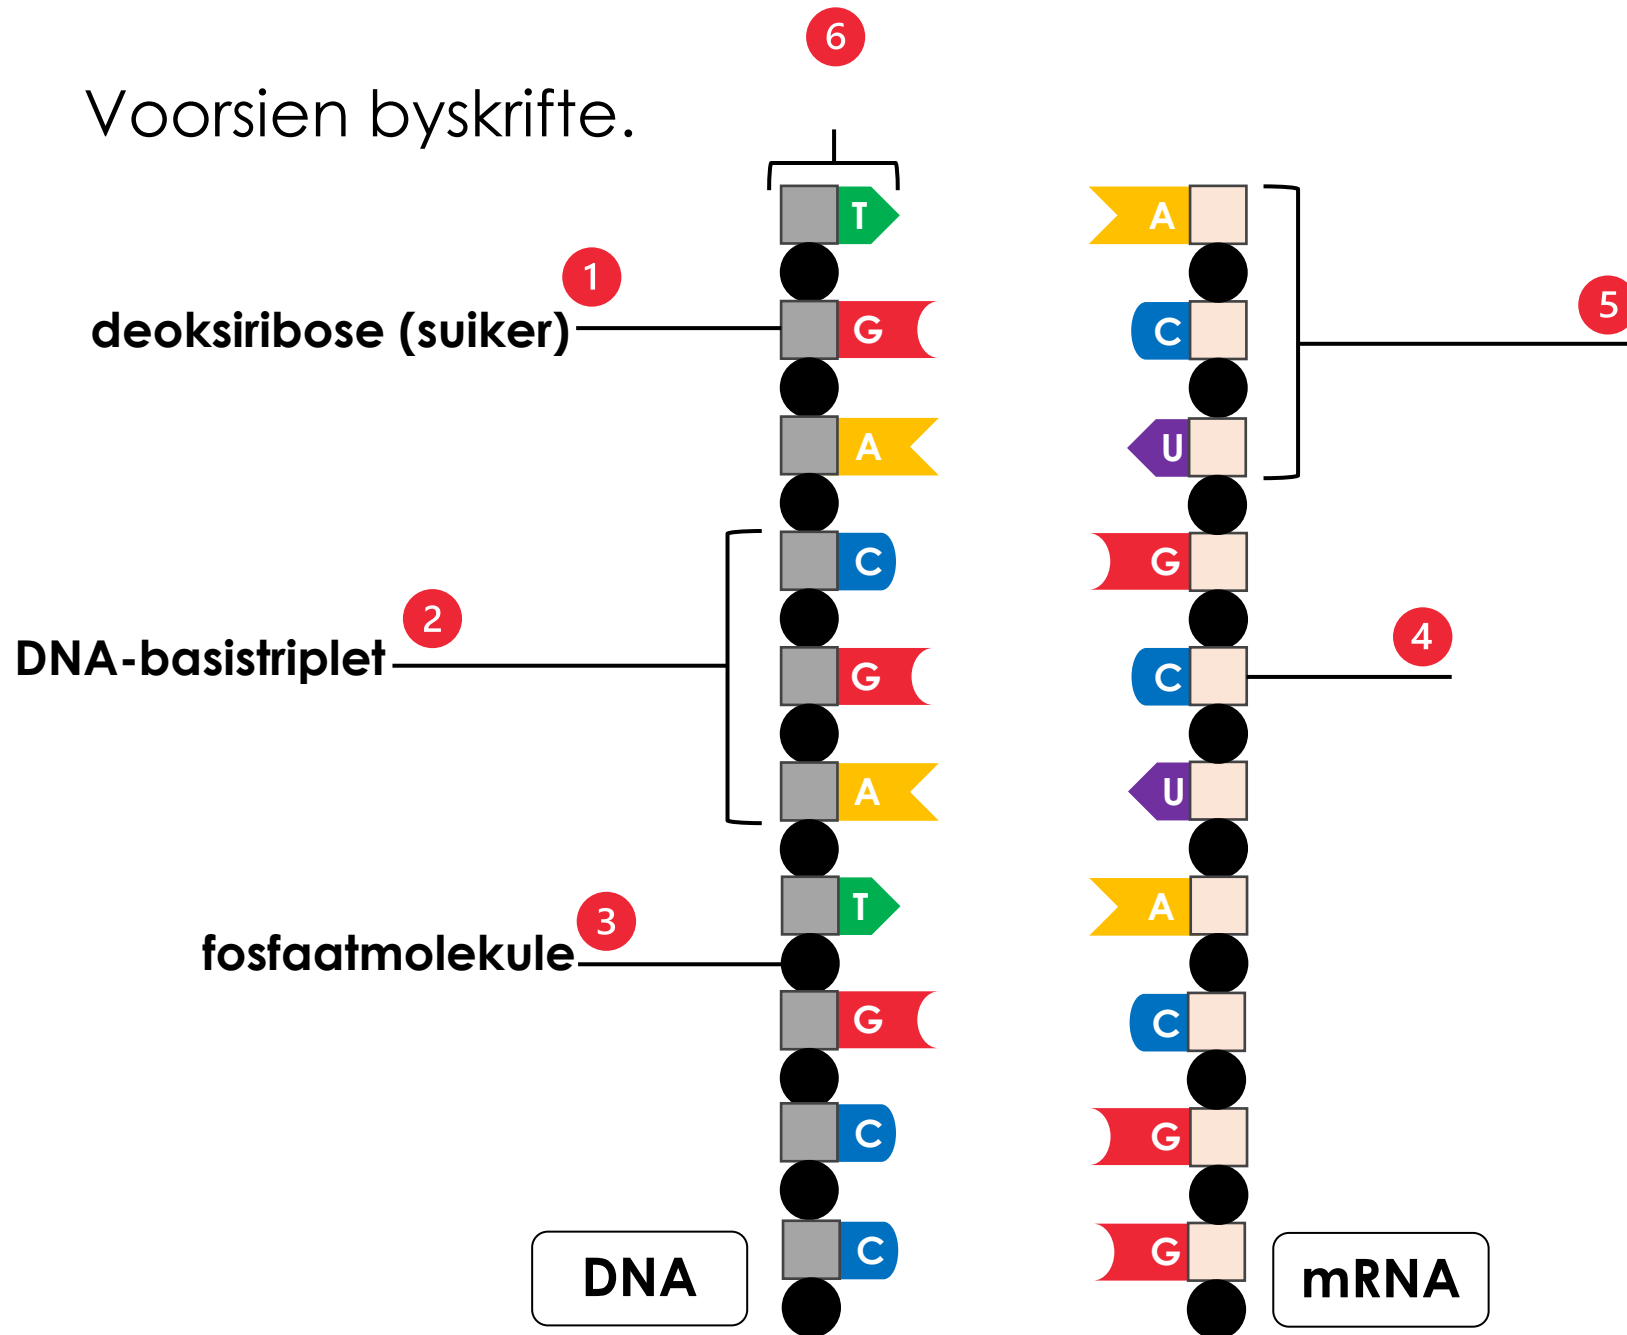 6
Voorsien byskrifte.
T A
1
5
deoksiribose (suiker) G C
A U
C G
2
4
DNA-basistriplet G C
A U
T A
3
fosfaatmolekule
G C
C G
C G
DNA mRNA